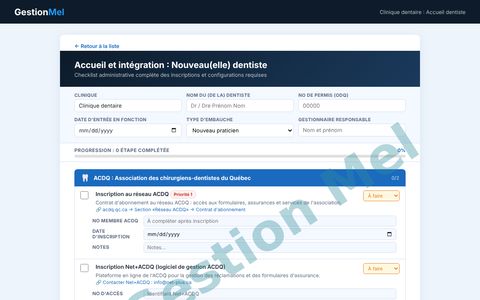 GestionMel
Clinique dentaire : Accueil dentiste
← Retour à la liste
Accueil et intégration : Nouveau(elle) dentiste
Checklist administrative complète des inscriptions et configurations requises
CLINIQUE
NOM DU (DE LA) DENTISTE
NO DE PERMIS (ODQ)
Clinique dentaire
Dr / Dre Prénom Nom
00000
DATE D'ENTRÉE EN FONCTION
TYPE D'EMBAUCHE
GESTIONNAIRE RESPONSABLE
mm/dd/yyyy
Nouveau praticien
Nom et prénom
PROGRESSION : 0 ÉTAPE COMPLÉTÉE
0%
ACDQ : Association des chirurgiens-dentistes du Québec
0/2
Inscription au réseau ACDQ
Priorité 1
À faire
Contrat d'abonnement au réseau ACDQ : accès aux formulaires, assurances et services de l'association.
acdq.qc.ca → Section «Réseau ACDQ» → Contrat d'abonnement
NO MEMBRE ACDQ
À compléter après inscription
DATE D'INSCRIPTION
mm/dd/yyyy
NOTES
Notes...
Inscription Net+ACDQ (logiciel de gestion ACDQ)
À faire
Plateforme en ligne de l'ACDQ pour la gestion des réclamations et des formulaires d'assurance.
Contacter Net+ACDQ : info@net-plus.ca
NO D'ACCÈS
Identifiant Net+ACDQ
Gestion Mel